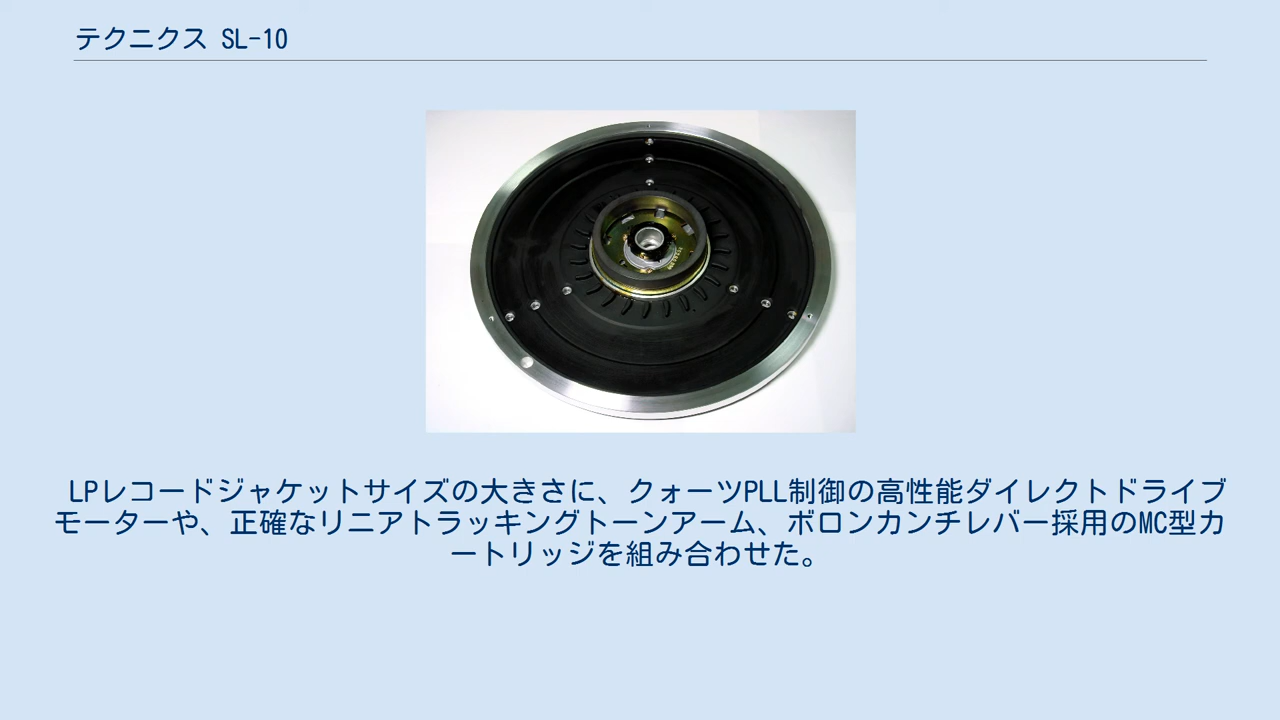 テクニクス SL-10
LPレコードジャケットサイズの大きさに、クォーツPLL制御の高性能ダイレクトドライブ
モーターや、正確なリニアトラッキングトーンアーム、ボロンカンチレバー採用のMC型カ
ートリッジを組み合わせた。